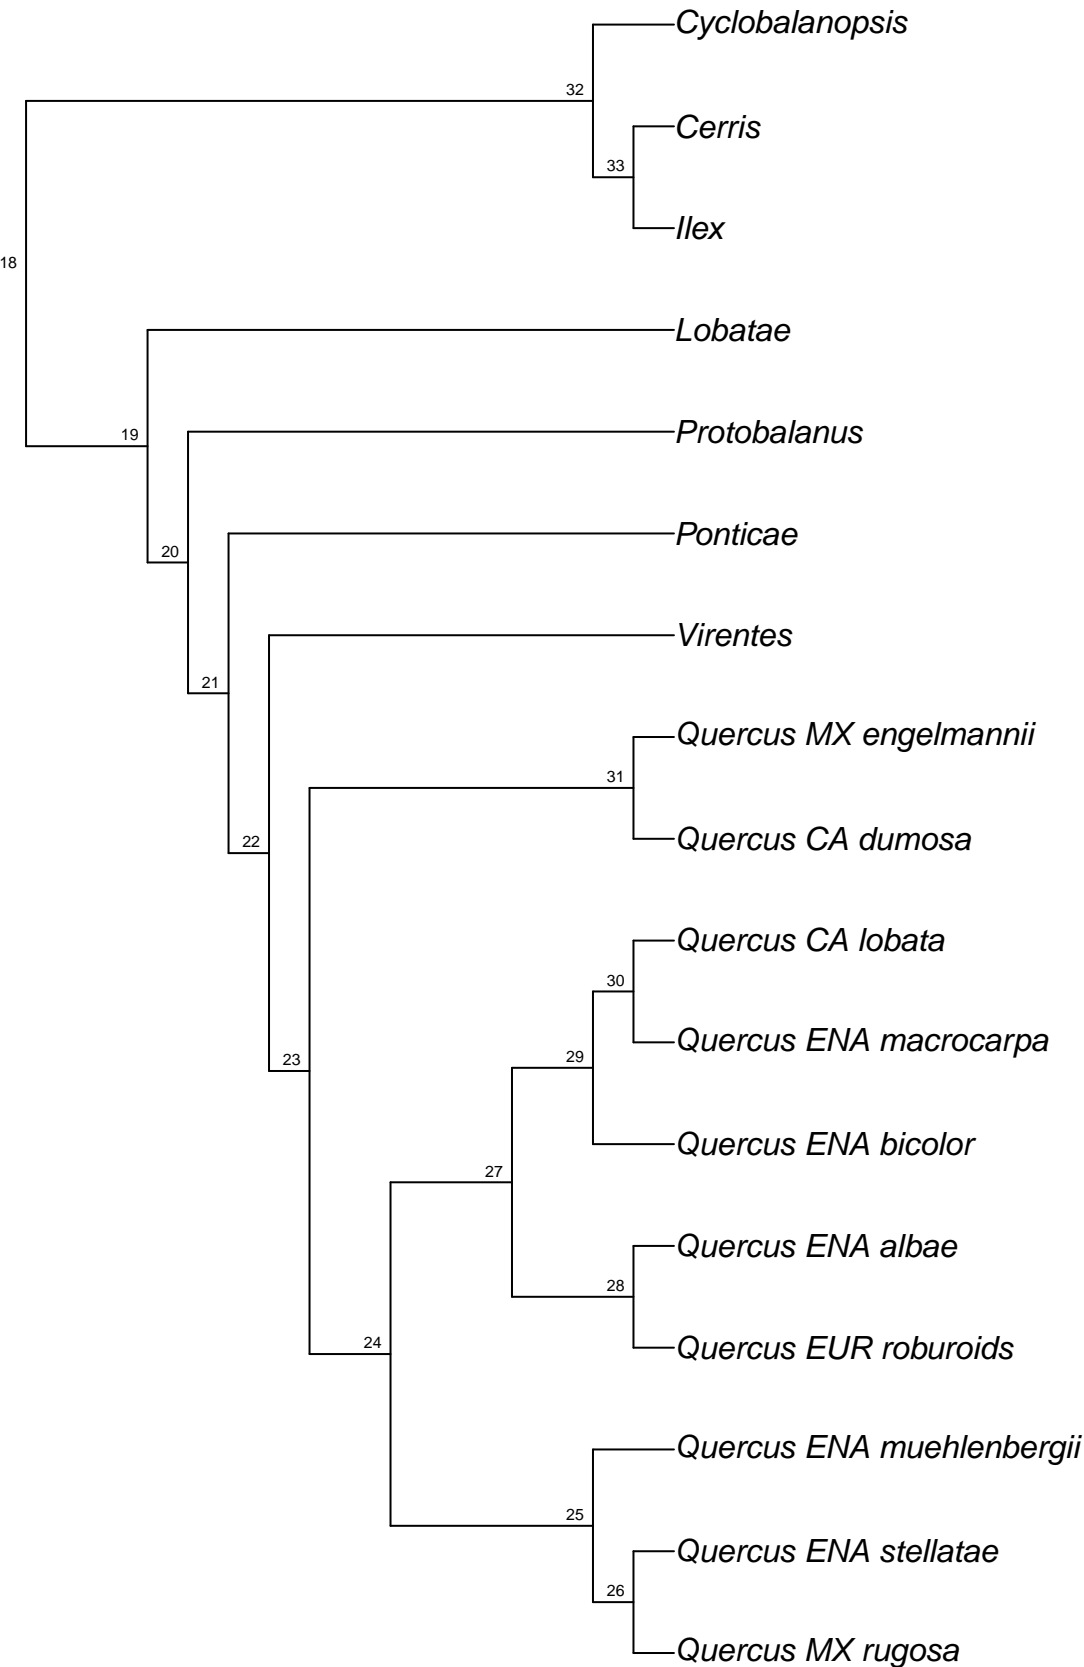 Cyclobalanopsis
32
Cerris
33
Ilex
18
Lobatae
19
Protobalanus
20
Ponticae
21
Virentes
Quercus MX engelmannii
31
Quercus CA dumosa
22
Quercus CA lobata
30
Quercus ENA macrocarpa
29
23
Quercus ENA bicolor
27
Quercus ENA albae
28
24
Quercus EUR roburoids
Quercus ENA muehlenbergii
25
Quercus ENA stellatae
26
Quercus MX rugosa